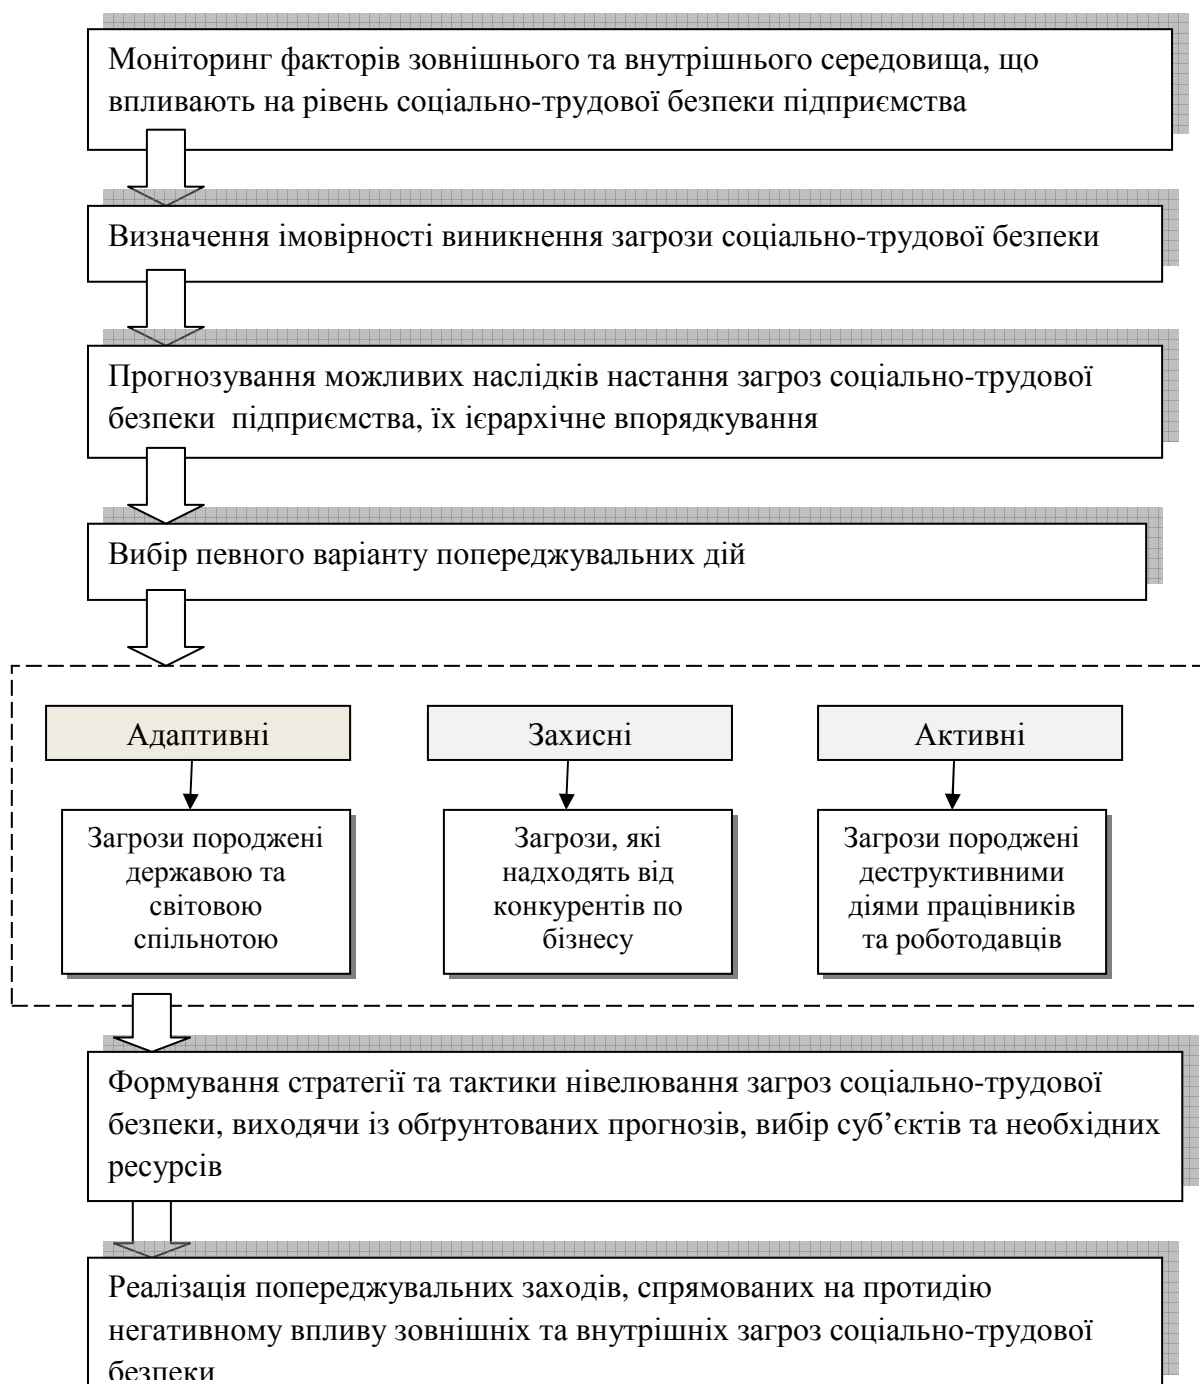 Моніторинг факторів зовнішнього та внутрішнього середовища, що
впливають на рівень соціально-трудової безпеки підприємства
Визначення імовірності виникнення загрози соціально-трудової безпеки
Прогнозування можливих наслідків настання загроз соціально-трудової
безпеки підприємства, їх ієрархічне впорядкування
Вибір певного варіанту попереджувальних дій
Адаптивні
Загрози породжені
державою та
світовою
спільнотою
Захисні
Загрози, які
надходять від
конкурентів по
бізнесу
Активні
Загрози породжені
деструктивними
діями працівників
та роботодавців
Формування стратегії та тактики нівелювання загроз соціально-трудової
безпеки, виходячи із обґрунтованих прогнозів, вибір суб’єктів та необхідних
ресурсів
Реалізація попереджувальних заходів, спрямованих на протидію
негативному впливу зовнішніх та внутрішніх загроз соціально-трудової
безпеки